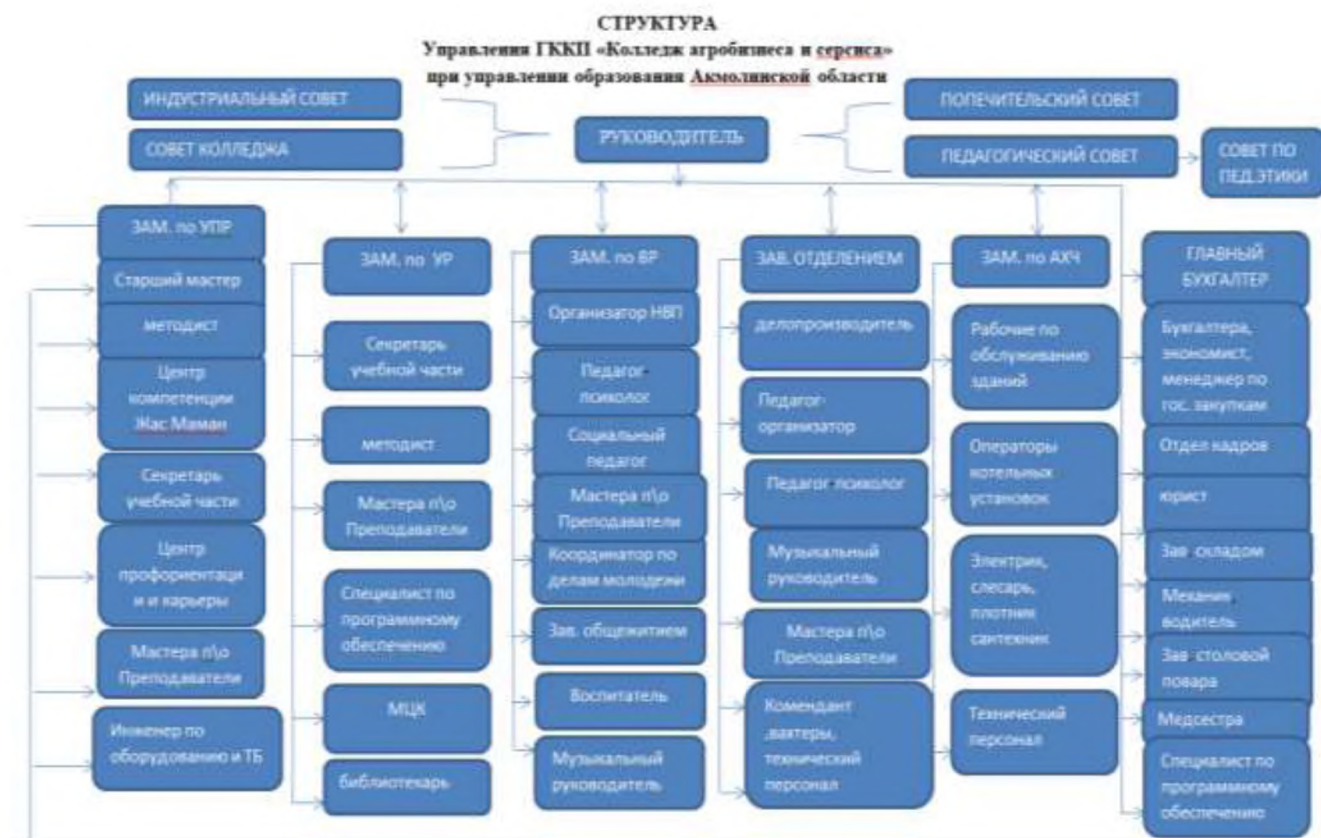 СТРУКТУРА
Управления ГККП «Колледж агробизнеса и серсиса»
при управлении образования Акмолинской области
ИНДУСТРИАЛЬНЫЙ СОВЕТ
СОВЕТ КОЛЛЕДЖА
РУКОВОДИТЕЛЬ
ПОПЕЧИТЕЛЬСКИЙ СОВЕТ
ПЕДАГОГИЧЕСКИЙ СОВЕТ
СОВЕТ ПО
ПЕД.ЭТИКИ
ЗАМ. по УПР
Старший мастер
методист
Центр
компетенции
Жас Маман
Секретарь
учебной части
Центр
профориентаци
и и карьеры
Мастера п\о
Преподаватели
Инженер по
оборудованию и ТБ
ЗАМ. по УР
Секретарь
учебной части
методист
Мастера п\о
Преподаватели
Специалист по
программному
обеспечению
МЦК
библиотекарь
ЗАМ. по ВР
Организатор НВП
Педагог-
психолог
Социальный
педагог
Мастера п\о
Преподаватели
Координатор по
делам молодежи
Зав. общежитием
Воспитатель
Музыкальный
руководитель
ЗАВ. ОТДЕЛЕНИЕМ
делопроизводитель
Педагог-
организатор
Педагог-психолог
Музыкальный
руководитель
Мастера п\о
Преподаватели
Комендант
,вахтеры,
технический
персонал
ЗАМ. по АХЧ
Рабочие по
обслуживанию
зданий
Операторы
котельных
установок
Электрик,
слесарь,
плотник
сантехник
Технический
персонал
ГЛАВНЫЙ
БУХГАЛТЕР
Бухгалтера,
экономист,
менеджер по
гос. закупкам
Отдел кадров
юрист
Зав.складом
Механик,
водитель
Зав. столовой
повара
Медсестра
Специалист по
программному
обеспечению